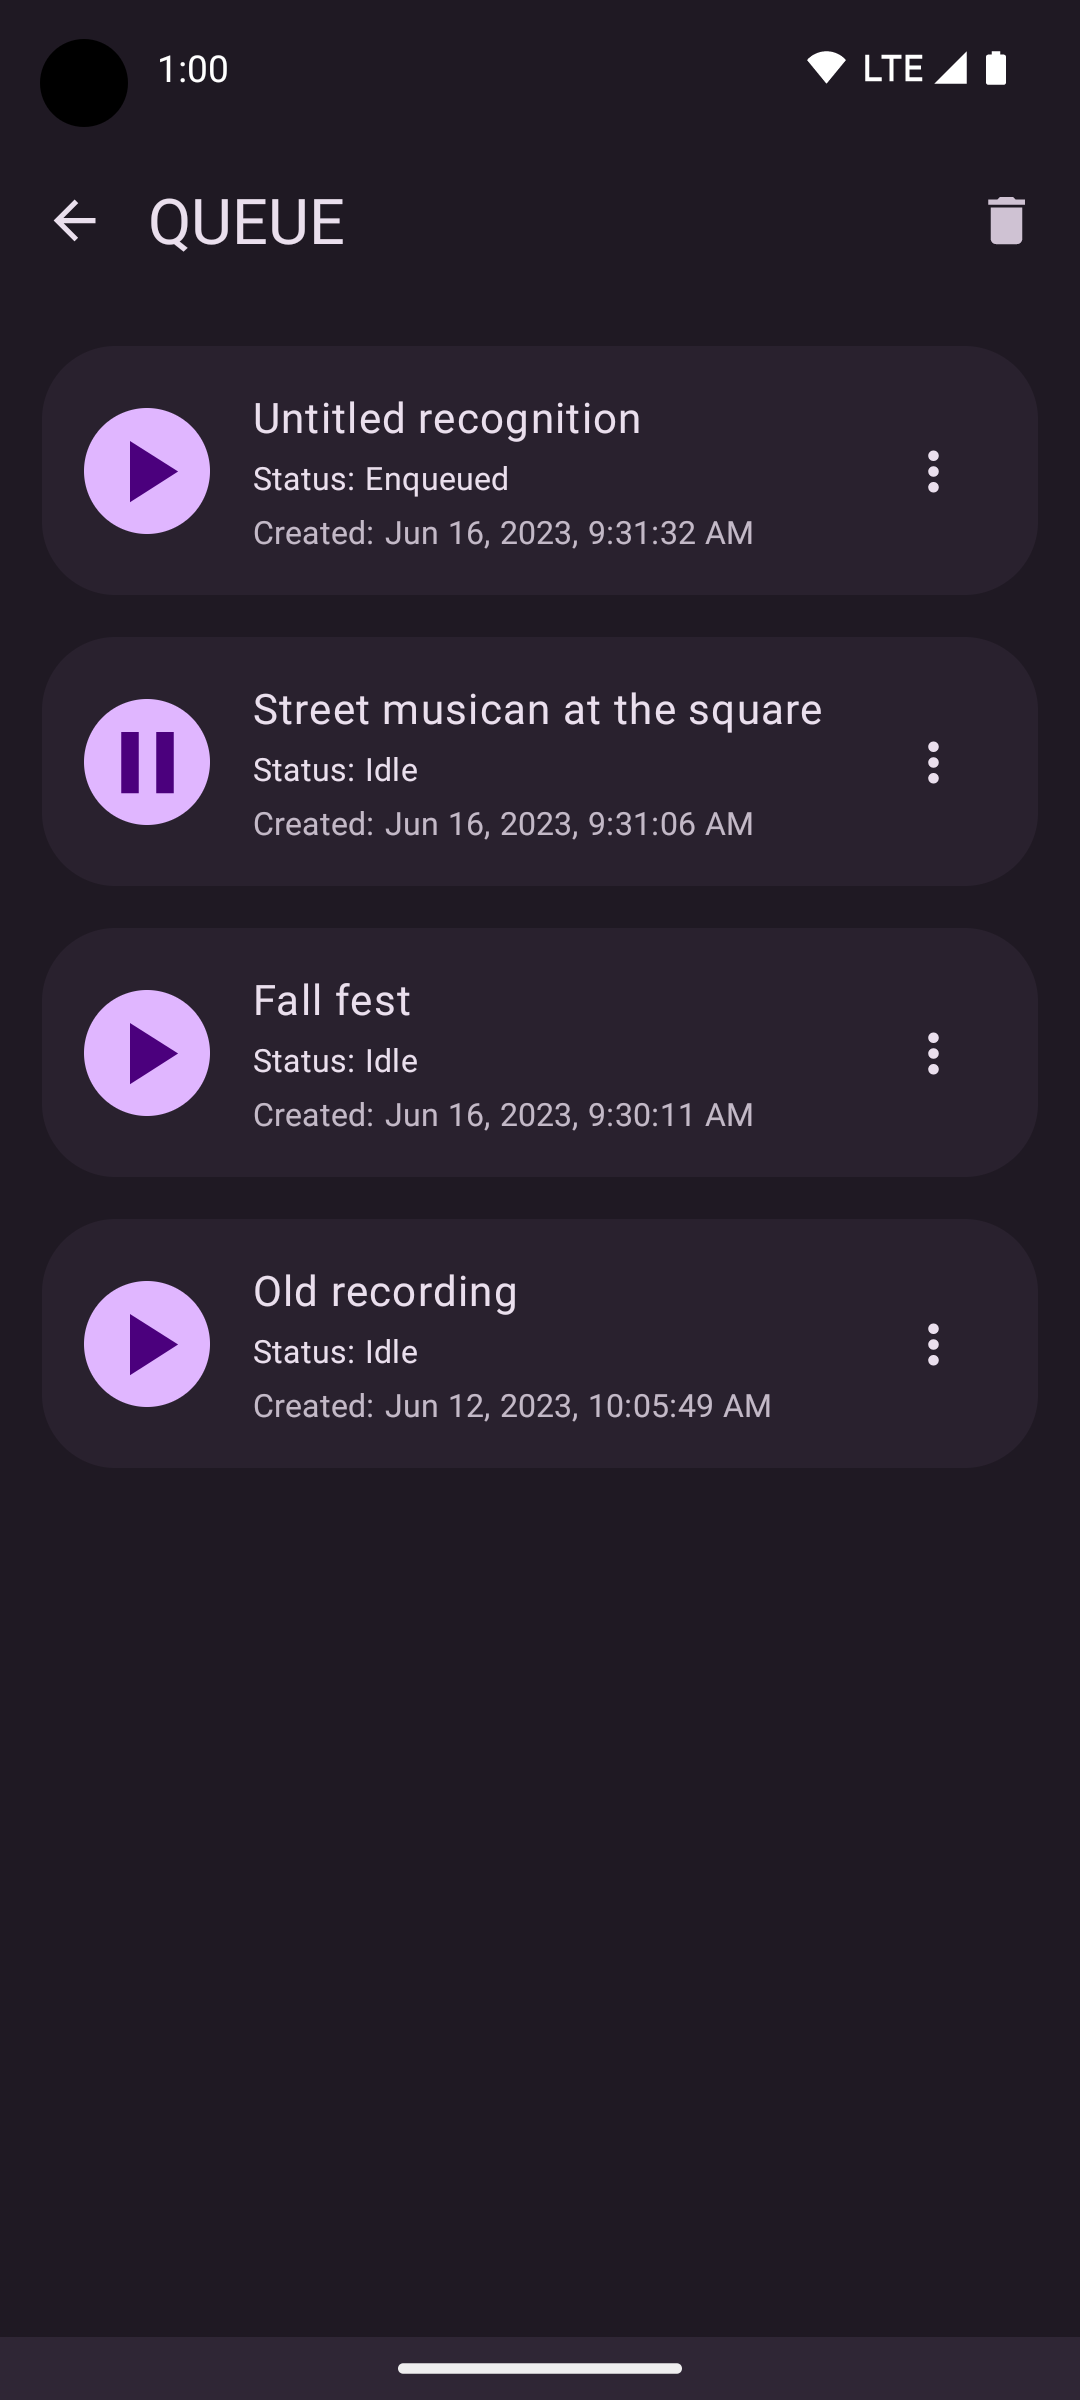 1:00
LTE
QUEUE
Untitled recognition
Status: Enqueued
Created: Jun 16, 2023, 9:31:32 AM
Street musican at the square
Status: Idle
Created: Jun 16, 2023, 9:31:06 AM
Fall fest
Status: Idle
Created: Jun 16, 2023, 9:30:11 AM
Old recording
Status: Idle
Created: Jun 12, 2023, 10:05:49 AM